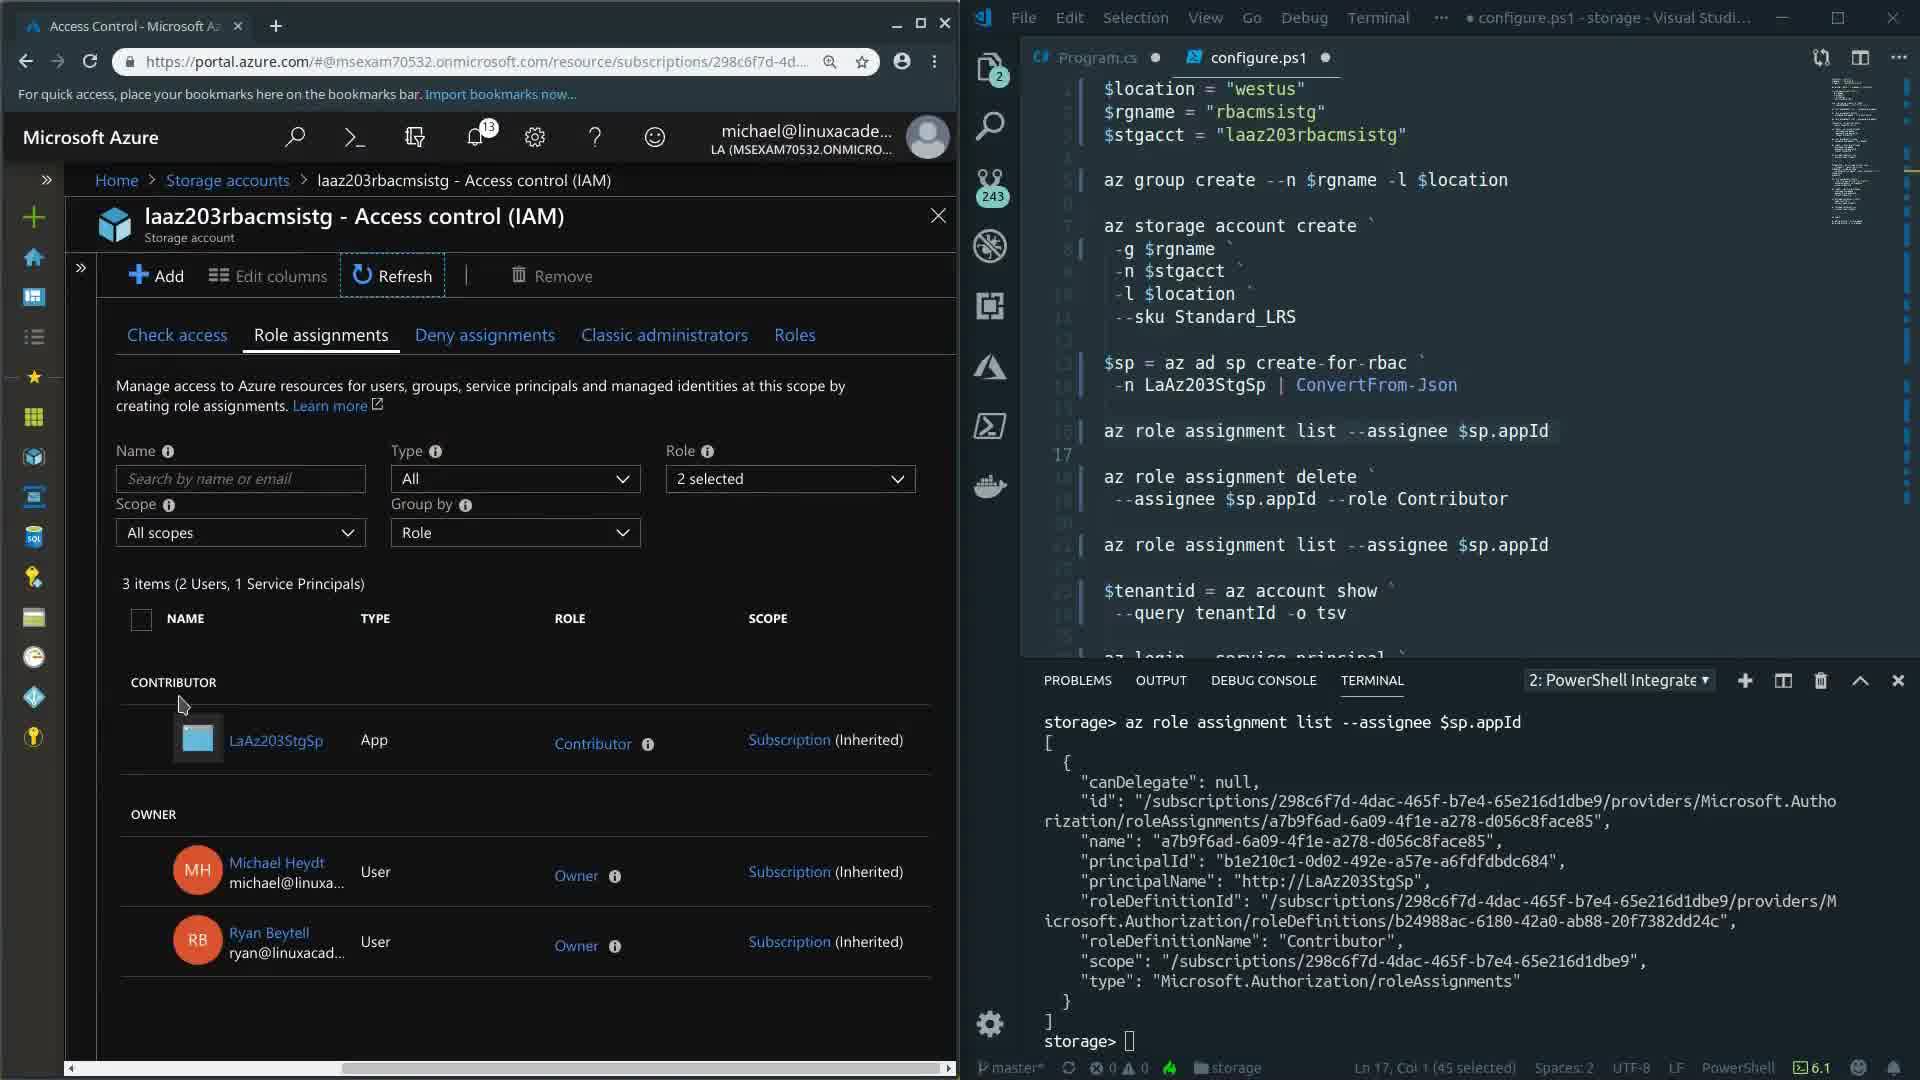 Access Control - Microsoft Az
https://portal.azure.com/#@msexam70532.onmicrosoft.com/resource/subscriptions/298c6f7d-4d...
For quick access, place your bookmarks here on the bookmarks bar. Import bookmarks now...
Microsoft Azure
13
michael@linuxacade...
LA (MSEXAM70532.ONMICRO...
Home > Storage accounts > laaz203rbacmsistg - Access control (IAM)
laaz203rbacmsistg - Access control (IAM)
Storage account
Add
Edit columns
Refresh
Remove
Check access
Role assignments
Deny assignments
Classic administrators
Roles
Manage access to Azure resources for users, groups, service principals and managed identities at this scope by
creating role assignments. Learn more
Name
Type
Role
Search by name or email
All
2 selected
Scope
Group by
All scopes
Role
3 items (2 Users, 1 Service Principals)
NAME TYPE ROLE SCOPE
CONTRIBUTOR
LaAz203StgSp App Contributor Subscription (Inherited)
OWNER
MH
Michael Heydt
michael@linuxa...
User Owner Subscription (Inherited)
RB
Ryan Beytell
ryan@linuxacad...
User Owner Subscription (Inherited)
File Edit Selection View Go Debug Terminal ··· ● configure.ps1 - storage - Visual Studi...
Program.cs
configure.ps1
2
243
$location = "westus"
$rgname = "rbacmsistg"
$stgacct = "laaz203rbacmsistg"
az group create --n $rgname -l $location
az storage account create `
-g $rgname `
-n $stgacct `
-l $location `
--sku Standard_LRS
$sp = az ad sp create-for-rbac `
-n LaAz203StgSp | ConvertFrom-Json
az role assignment list --assignee $sp.appId
17
az role assignment delete `
--assignee $sp.appId --role Contributor
az role assignment list --assignee $sp.appId
$tenantid = az account show `
--query tenantId -o tsv
az login --service-principal `
PROBLEMS OUTPUT DEBUG CONSOLE TERMINAL
2: PowerShell Integrate
storage> az role assignment list --assignee $sp.appId
[
{
"canDelegate": null,
"id": "/subscriptions/298c6f7d-4dac-465f-b7e4-65e216d1dbe9/providers/Microsoft.Autho
rization/roleAssignments/a7b9f6ad-6a09-4f1e-a278-d056c8face85",
"name": "a7b9f6ad-6a09-4f1e-a278-d056c8face85",
"principalId": "b1e210c1-0d02-492e-a57e-a6fdfdbdc684",
"principalName": "http://LaAz203StgSp",
"roleDefinitionId": "/subscriptions/298c6f7d-4dac-465f-b7e4-65e216d1dbe9/providers/M
icrosoft.Authorization/roleDefinitions/b24988ac-6180-42a0-ab88-20f7382dd24c",
"roleDefinitionName": "Contributor",
"scope": "/subscriptions/298c6f7d-4dac-465f-b7e4-65e216d1dbe9",
"type": "Microsoft.Authorization/roleAssignments"
}
]
storage>
master* 0 0 storage Ln 17, Col 1 (45 selected) Spaces: 2 UTF-8 LF PowerShell 6.1